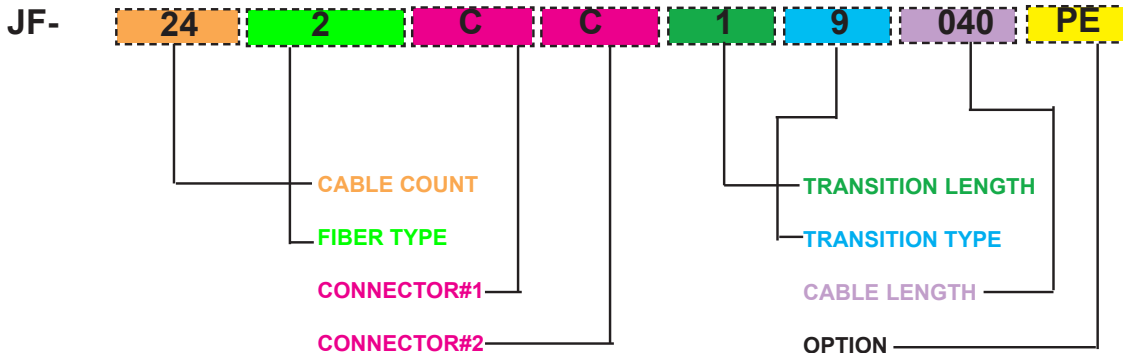 JF- 24 2 C C 1 9 040 PE
CABLE COUNT
FIBER TYPE
CONNECTOR#1
CONNECTOR#2
TRANSITION LENGTH
TRANSITION TYPE
CABLE LENGTH
OPTION